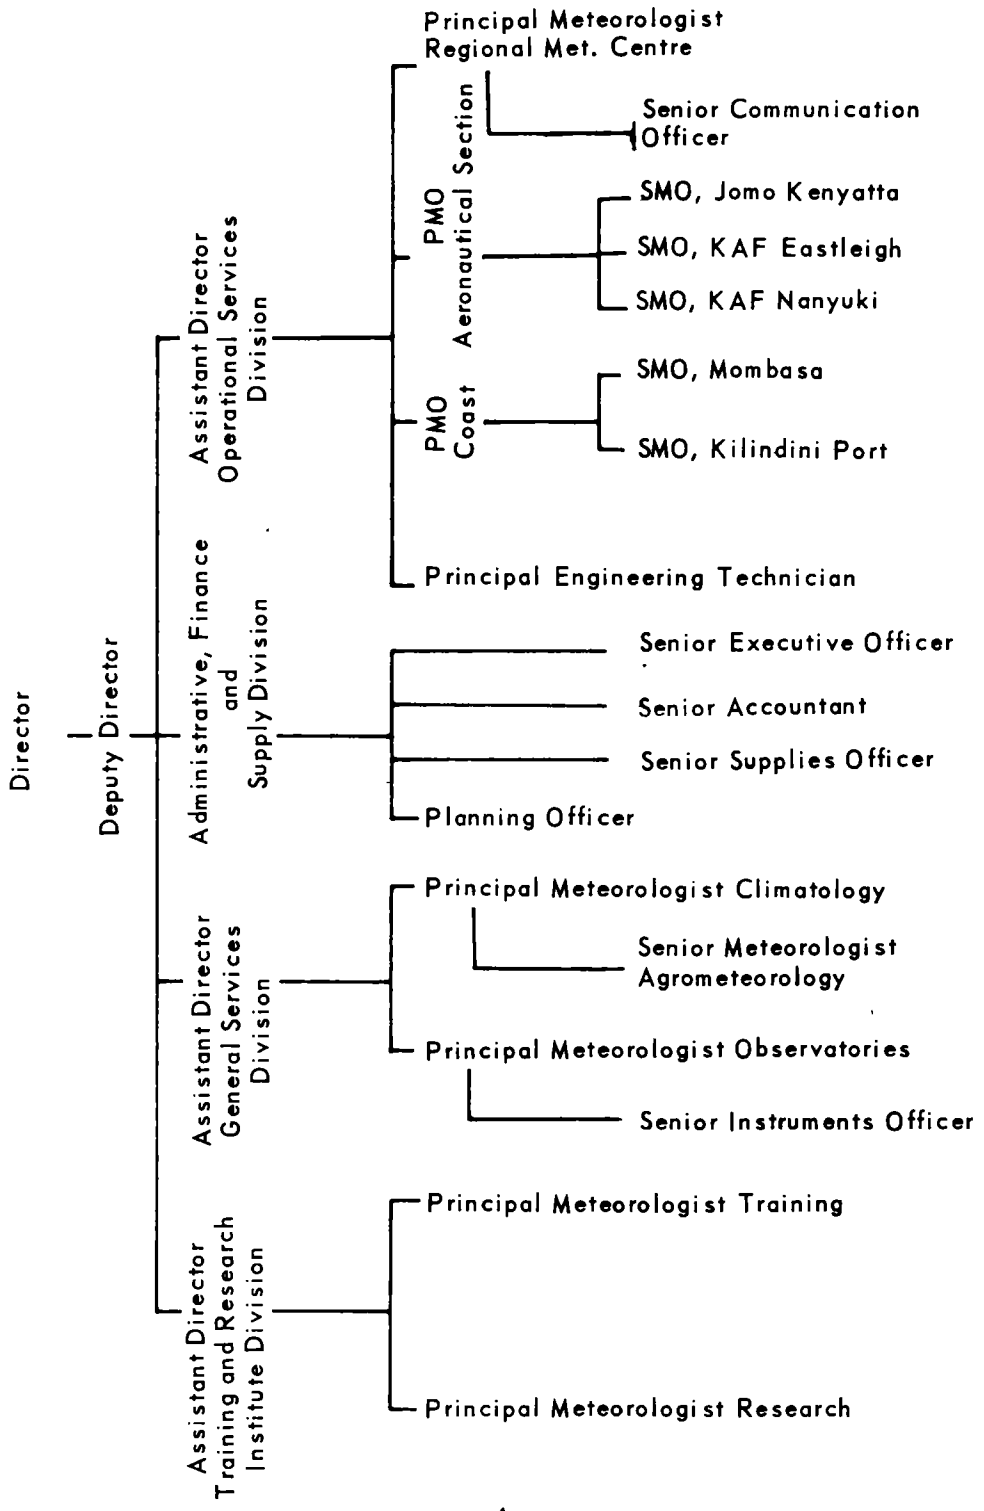 Director
Deputy Director
Assistant Director
Operational Services
Division
Principal Meteorologist
Regional Met. Centre
Senior Communication
Officer
PMO
Aeronautical Section
SMO, Jomo Kenyatta
SMO, KAF Eastleigh
SMO, KAF Nanyuki
PMO
Coast
SMO, Mombasa
SMO, Kilindini Port
Principal Engineering Technician
Administrative, Finance
and
Supply Division
Senior Executive Officer
Senior Accountant
Senior Supplies Officer
Planning Officer
Assistant Director
General Services
Division
Principal Meteorologist Climatology
Senior Meteorologist
Agrometeorology
Principal Meteorologist Observatories
Senior Instruments Officer
Assistant Director
Training and Research
Institute Division
Principal Meteorologist Training
Principal Meteorologist Research